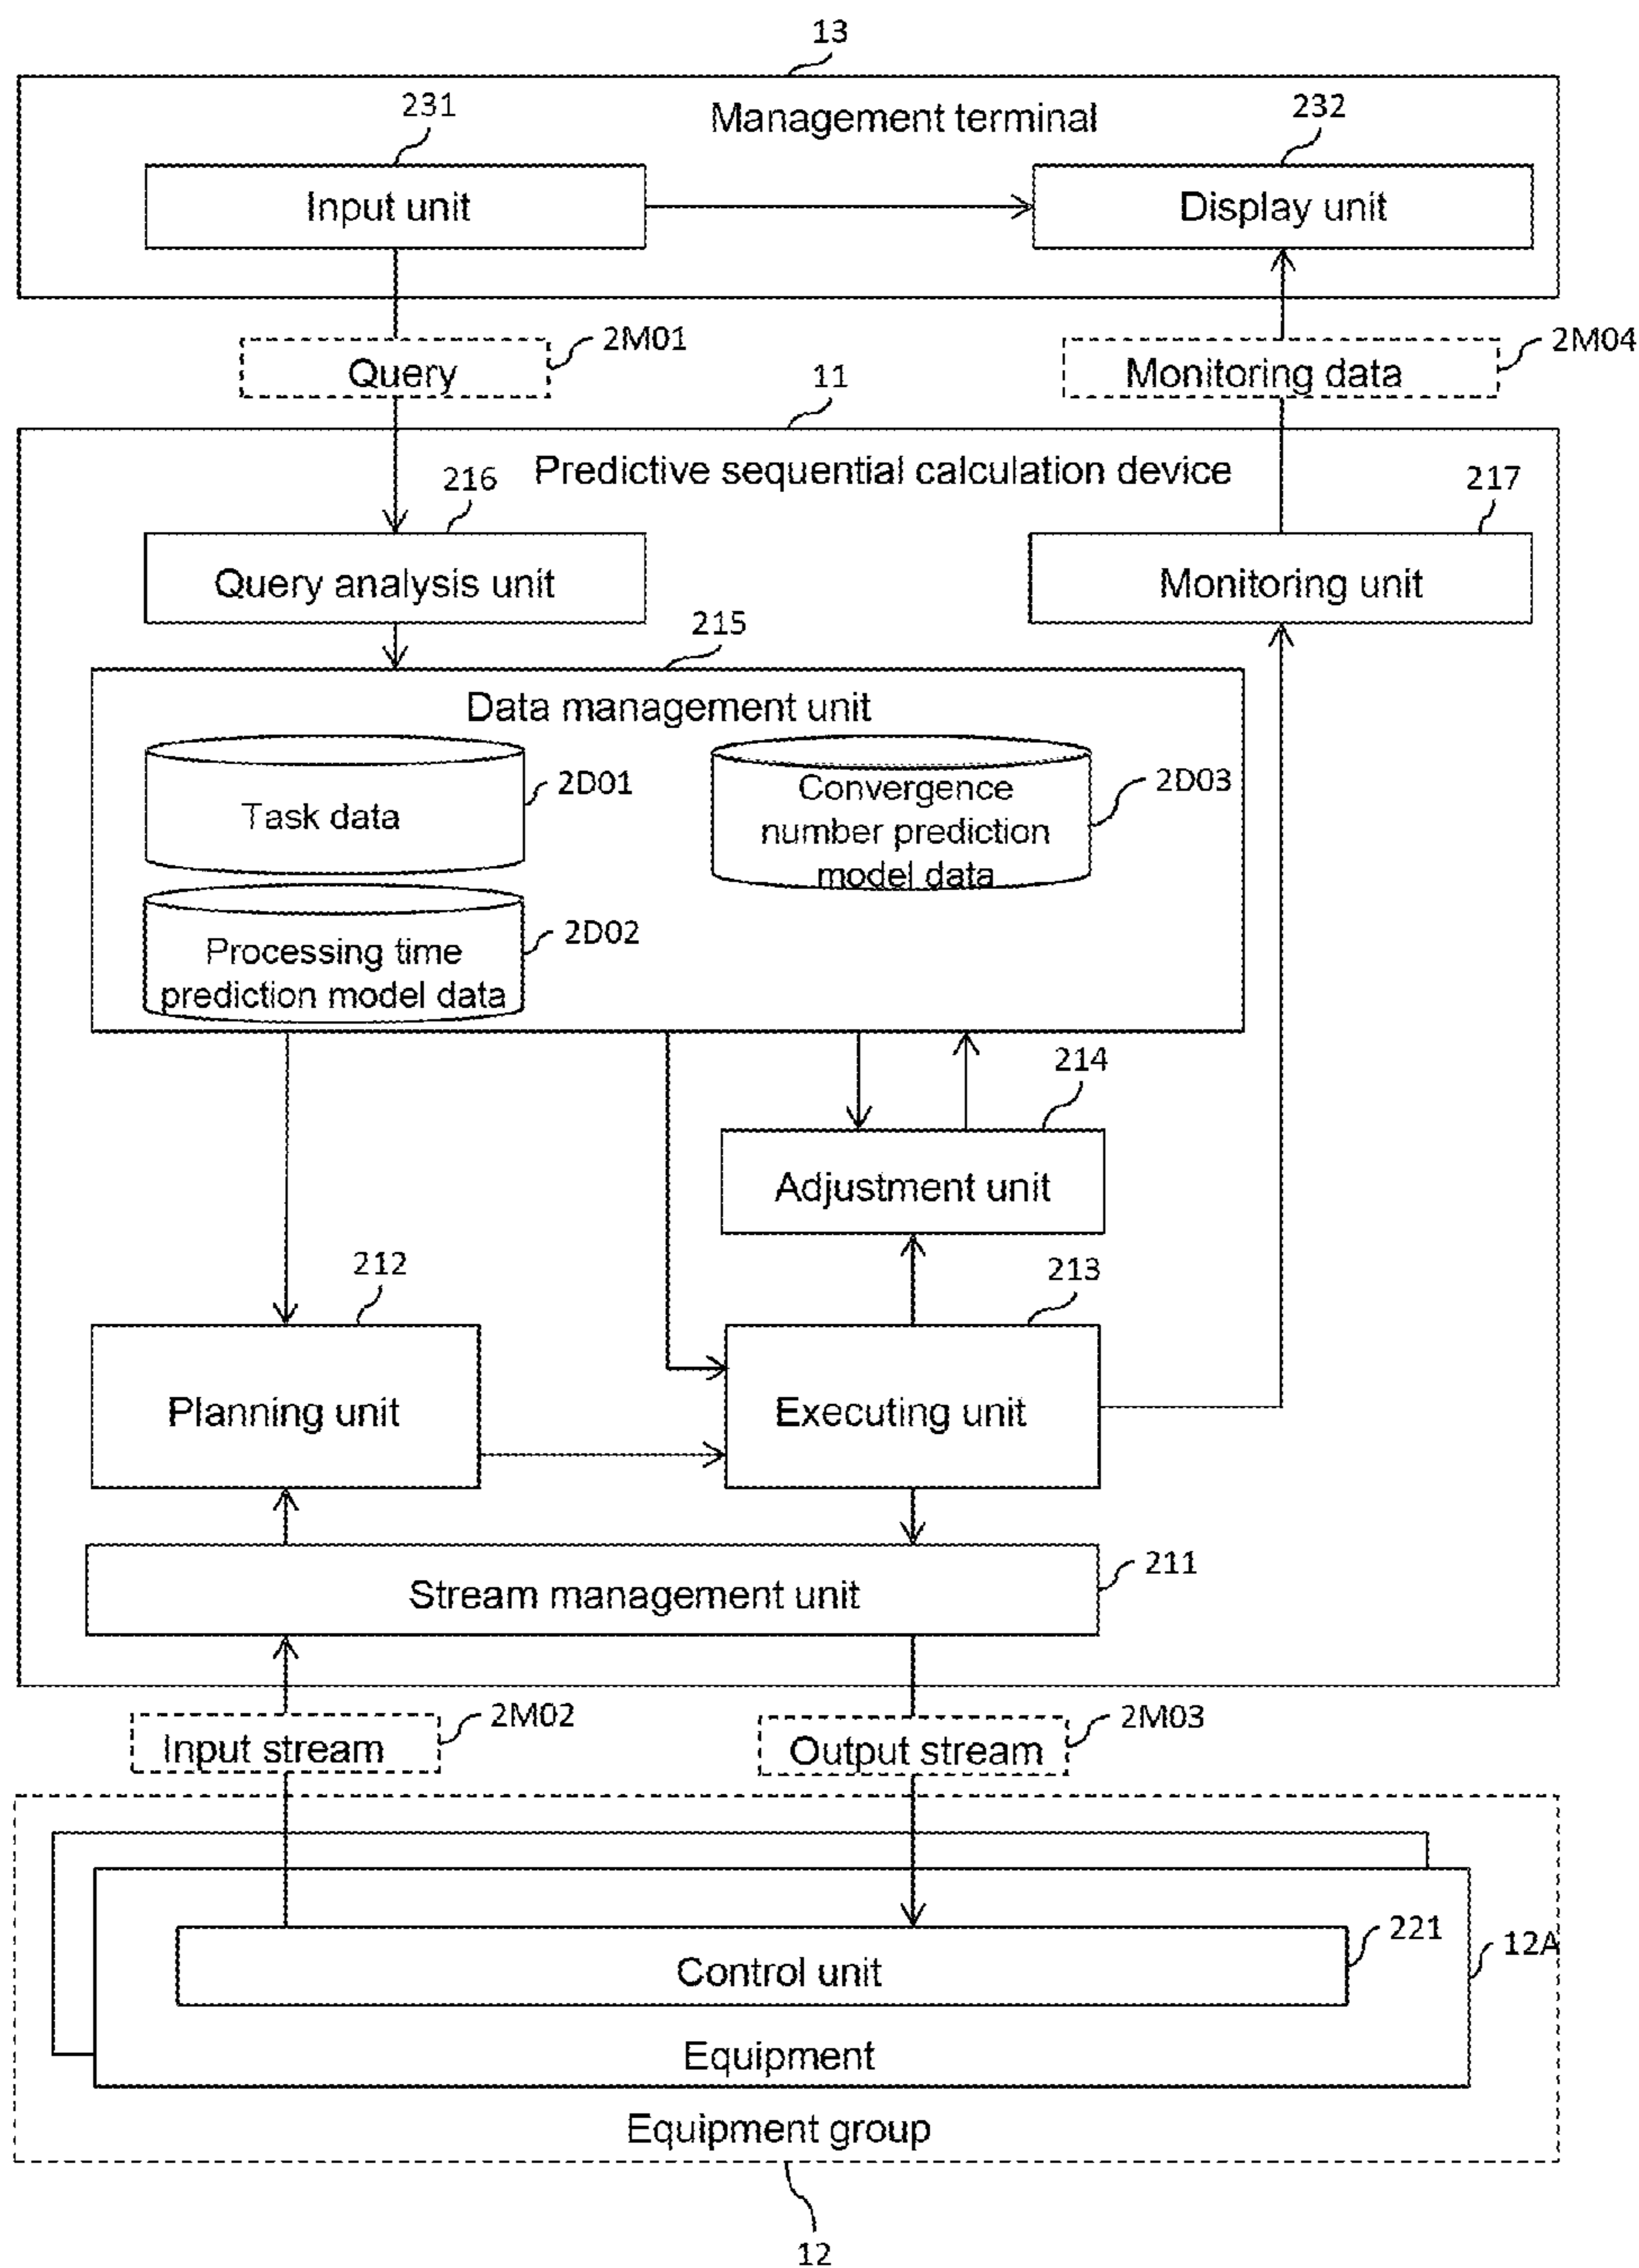 13
Management terminal
231
232
Input unit
Display unit
2M01
2M04
Query
Monitoring data
11
Predictive sequential calculation device
216
217
Query analysis unit
Monitoring unit
215
Data management unit
2D01
2D03
Task data
Convergence
number prediction
model data
2D02
Processing time
prediction model data
214
Adjustment unit
212
213
Planning unit
Executing unit
211
Stream management unit
2M02
2M03
Input stream
Output stream
221
12A
Control unit
Equipment
Equipment group
12